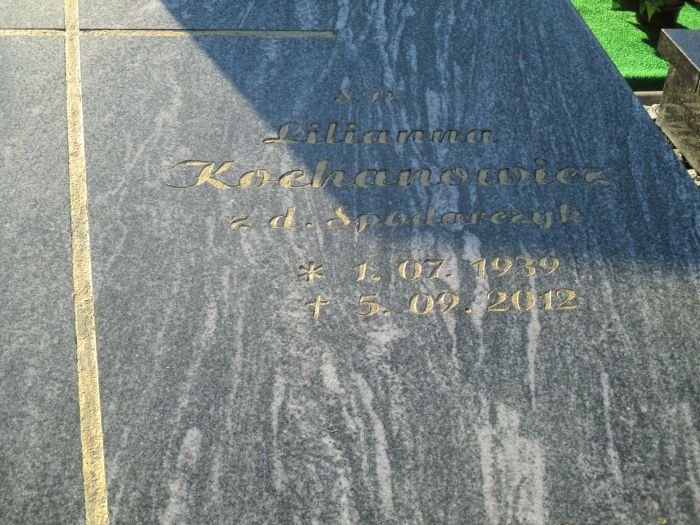 Ś.P.
Lilianna
Kochanowicz
z d. Spodarczyk
* 1. 07. 1939
+ 5. 09. 2012